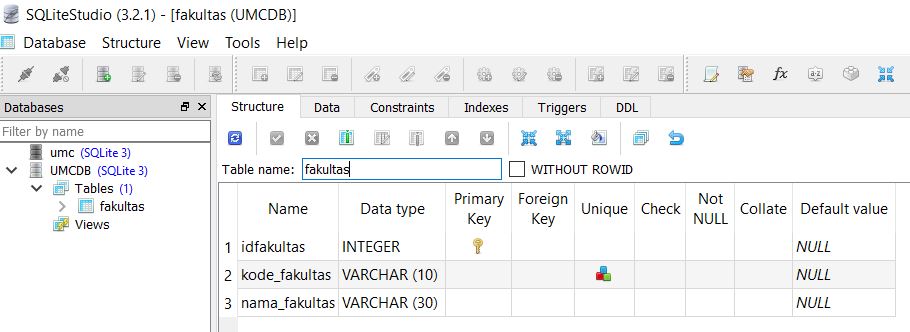 SQLiteStudio (3.2.1) - [fakultas (UMCDB)]
Database Structure View Tools Help
Databases
Filter by name
umc (SQLite 3)
UMCDB (SQLite 3)
Tables (1)
fakultas
Views
Structure Data Constraints Indexes Triggers DDL
Table name: fakultas WITHOUT ROWID
Name Data type Primary Key Foreign Key Unique Check Not NULL Collate Default value
1 idfakultas INTEGER NULL
2 kode_fakultas VARCHAR (10) NULL
3 nama_fakultas VARCHAR (30) NULL